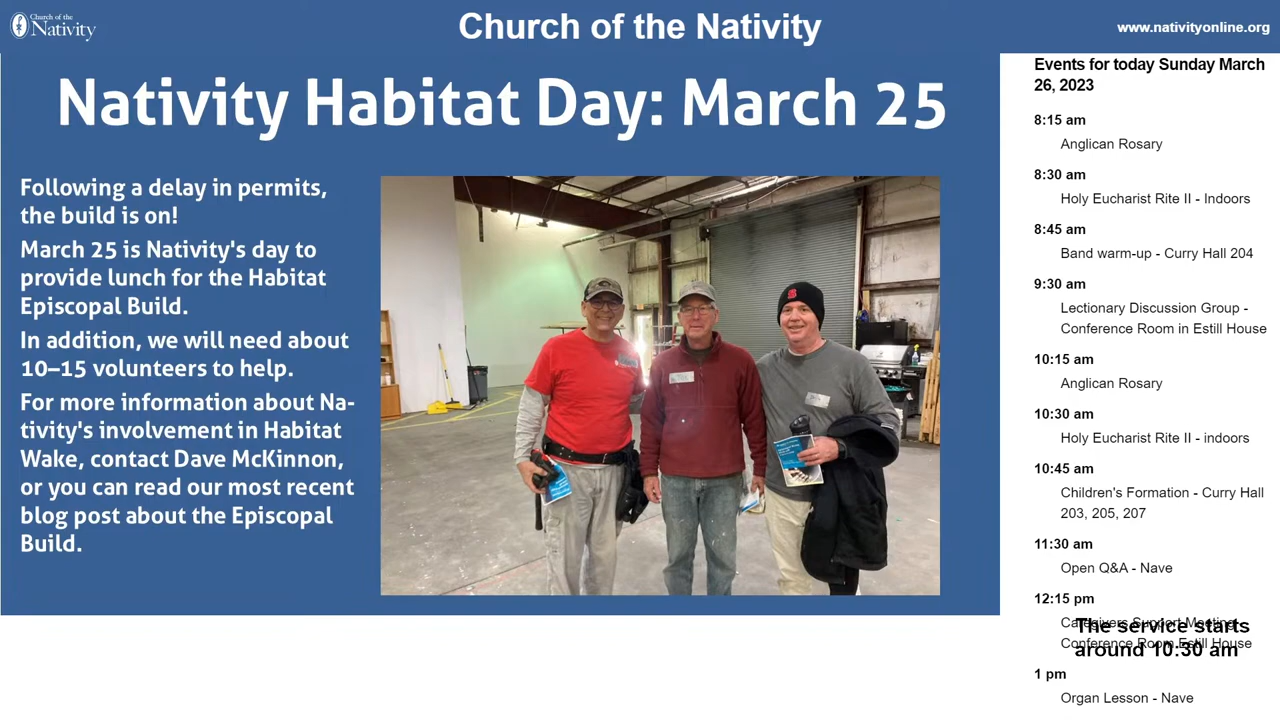 Church of the
Nativity
Church of the Nativity
www.nativityonline.org
Nativity Habitat Day: March 25
Following a delay in permits,
the build is on!
March 25 is Nativity's day to
provide lunch for the Habitat
Episcopal Build.
In addition, we will need about
10–15 volunteers to help.
For more information about Na-
tivity's involvement in Habitat
Wake, contact Dave McKinnon,
or you can read our most recent
blog post about the Episcopal
Build.
Events for today Sunday March
26, 2023
8:15 am
Anglican Rosary
8:30 am
Holy Eucharist Rite II - Indoors
8:45 am
Band warm-up - Curry Hall 204
9:30 am
Lectionary Discussion Group -
Conference Room in Estill House
10:15 am
Anglican Rosary
10:30 am
Holy Eucharist Rite II - indoors
10:45 am
Children's Formation - Curry Hall
203, 205, 207
11:30 am
Open Q&A - Nave
12:15 pm
Caregivers Support Meeting -
Conference Room Estill House
The service starts
around 10:30 am
1 pm
Organ Lesson - Nave